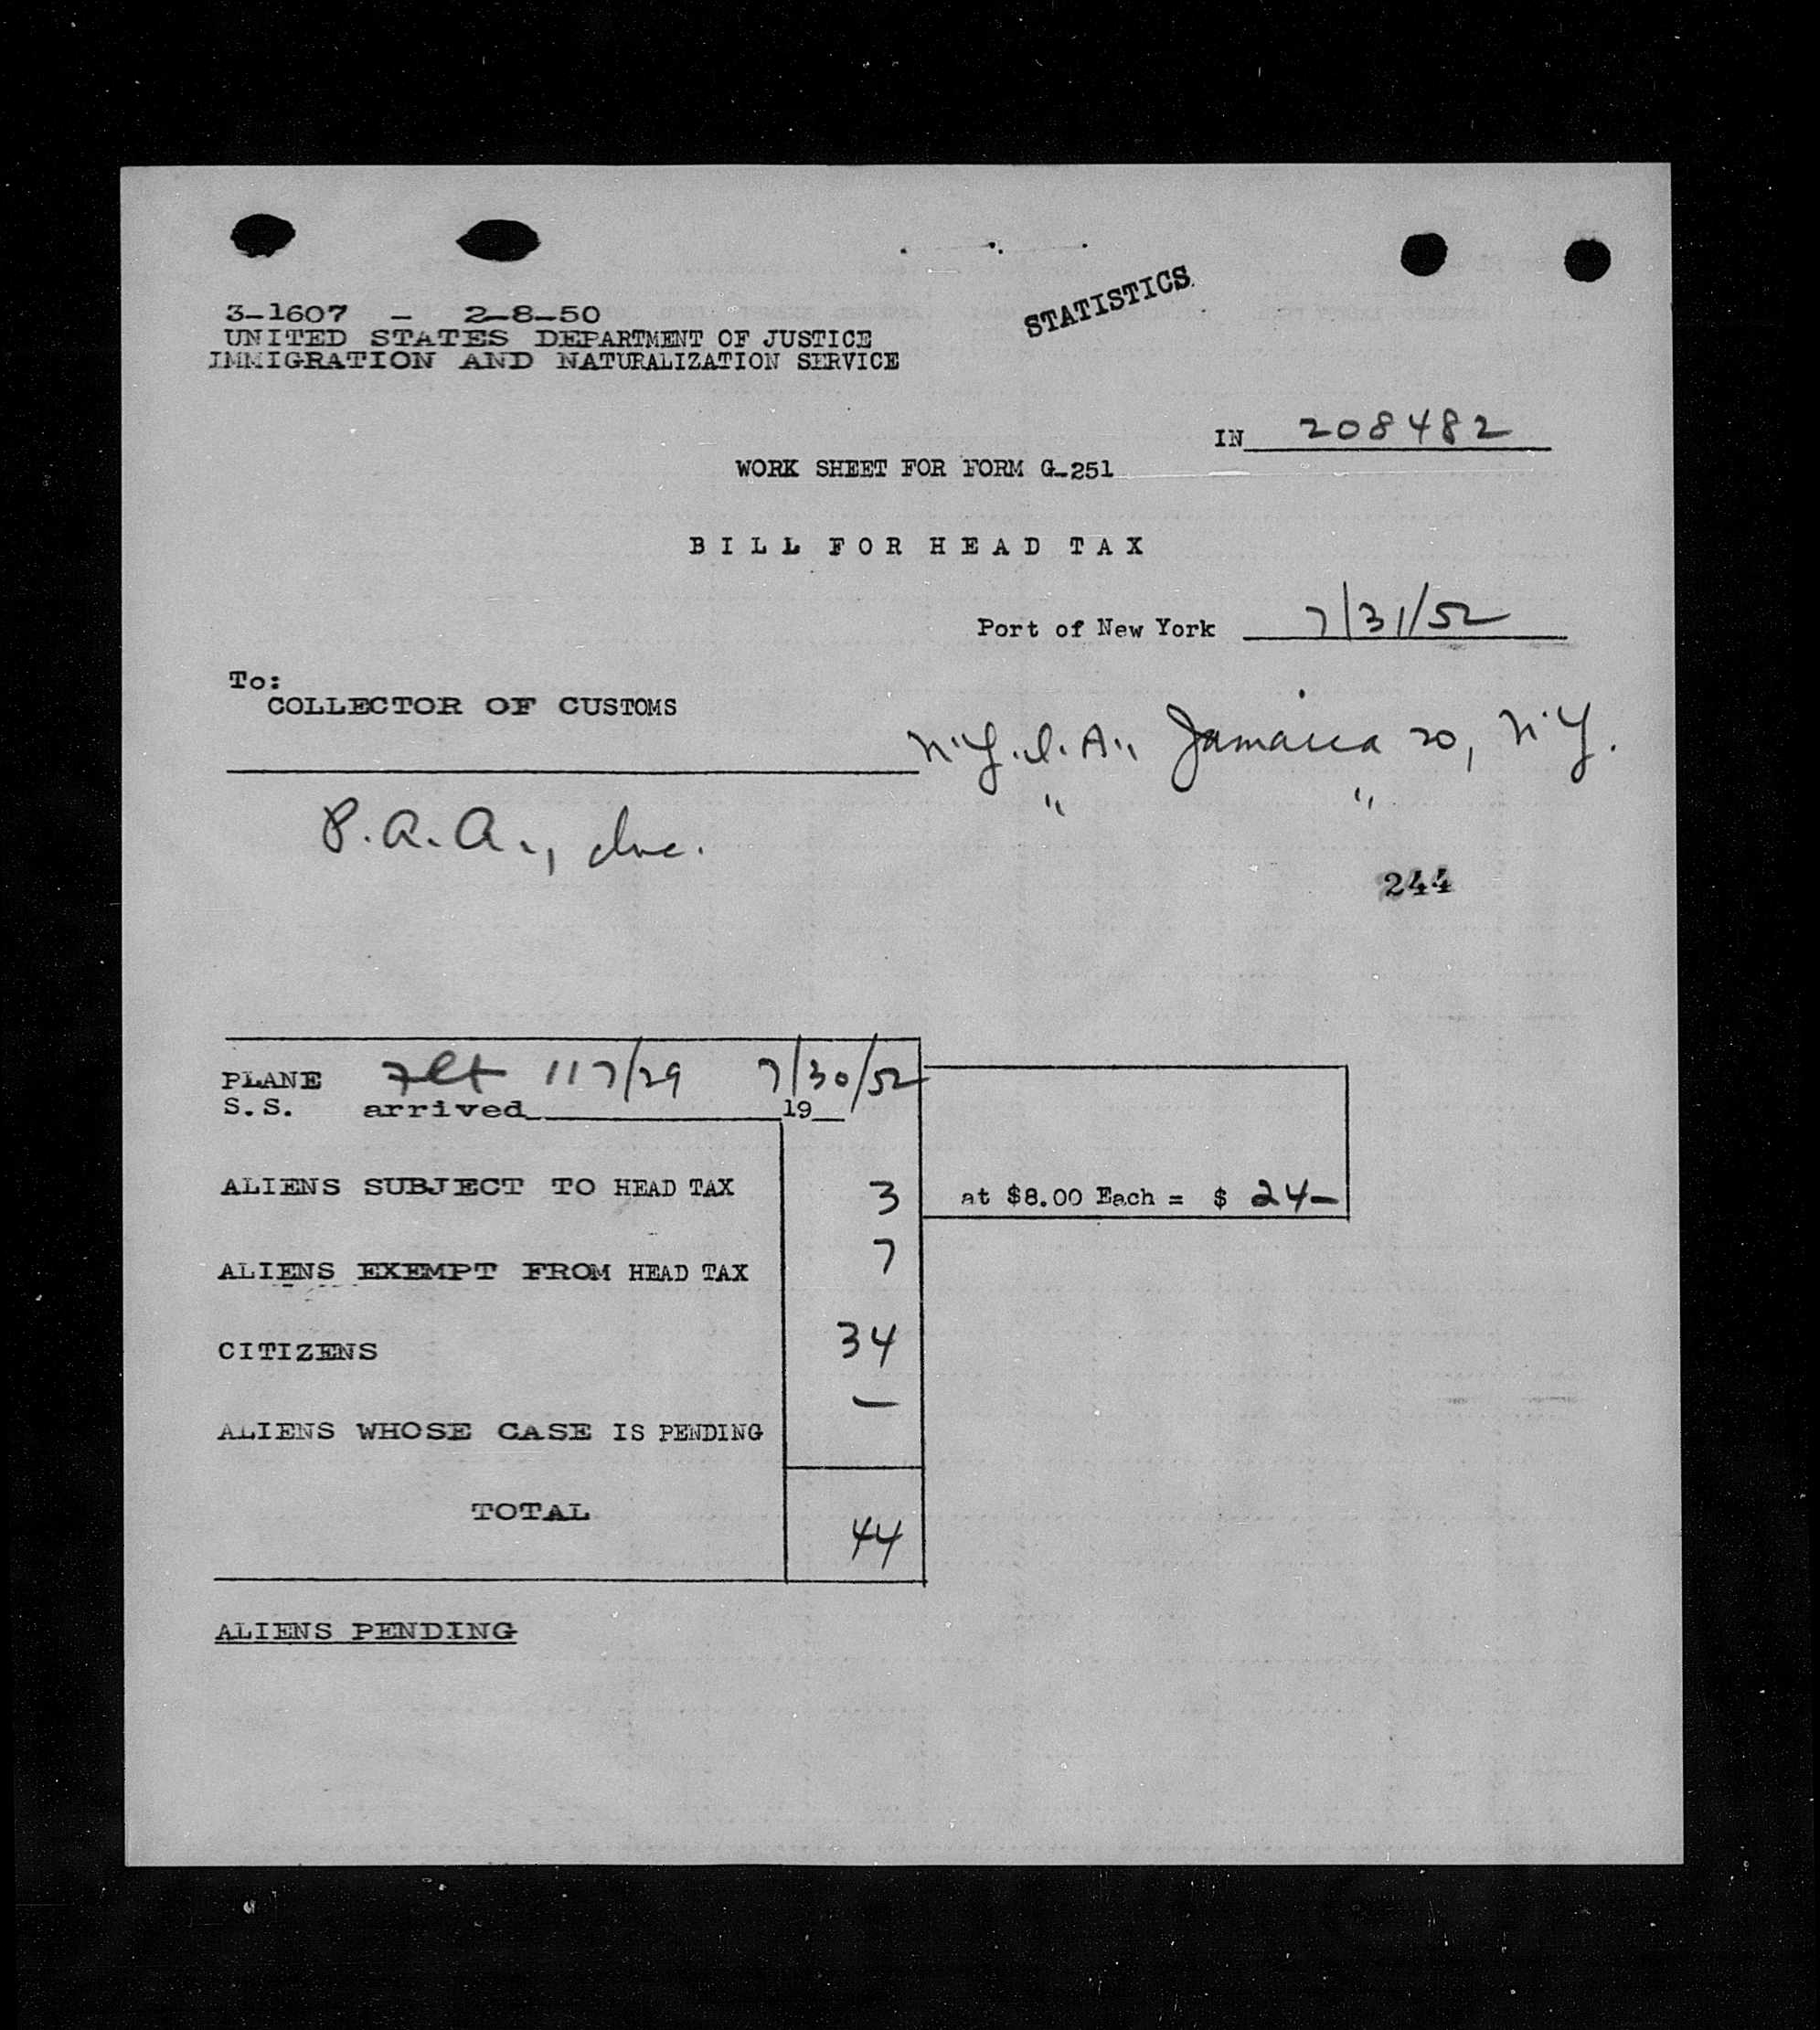 STATISTICS
3-1607 - 2-8-50
UNITED STATES DEPARTMENT OF JUSTICE
IMMIGRATION AND NATURALIZATION SERVICE
IN 208482
WORK SHEET FOR FORM G-251
BILL FOR HEAD TAX
Port of New York 7/31/52
To:
COLLECTOR OF CUSTOMS
N.Y.I.A., Jamaica 20, N.Y.
" "
P.A.A., Inc.
244
PLANE Flt 117/29 7/30/52
S.S. arrived 19
ALIENS SUBJECT TO HEAD TAX 3 at $8.00 Each = $ 24-
ALIENS EXEMPT FROM HEAD TAX 7
CITIZENS 34
ALIENS WHOSE CASE IS PENDING —
TOTAL 44
ALIENS PENDING